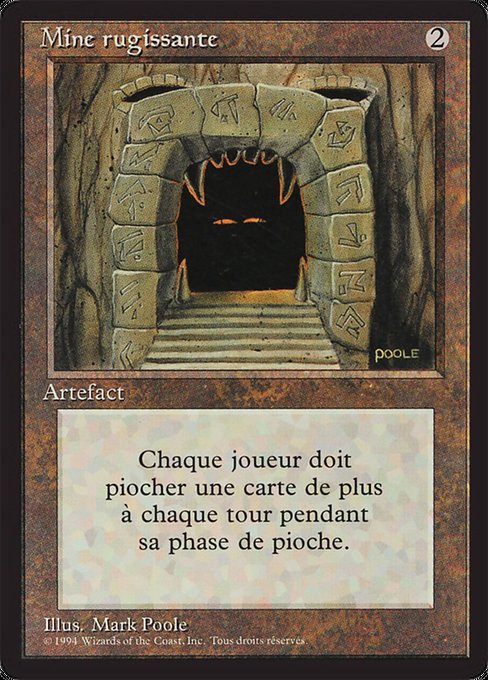 Mine rugissante 2
POOLE
Artefact
Chaque joueur doit
piocher une carte de plus
à chaque tour pendant
sa phase de pioche.
Illus. Mark Poole
© 1994 Wizards of the Coast, Inc. Tous droits réservés.